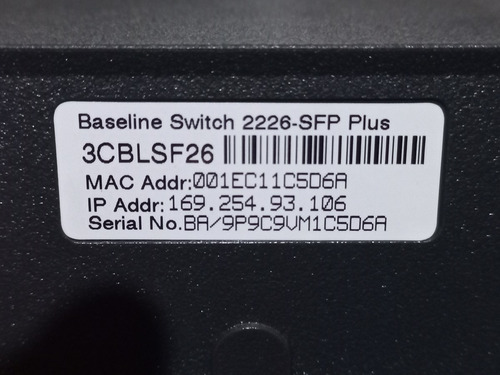 Baseline Switch 2226-SFP Plus
3CBLSF26
MAC Addr:001EC11C5D6A
IP Addr:169.254.93.106
Serial No.BA/9P9C9VM1C5D6A